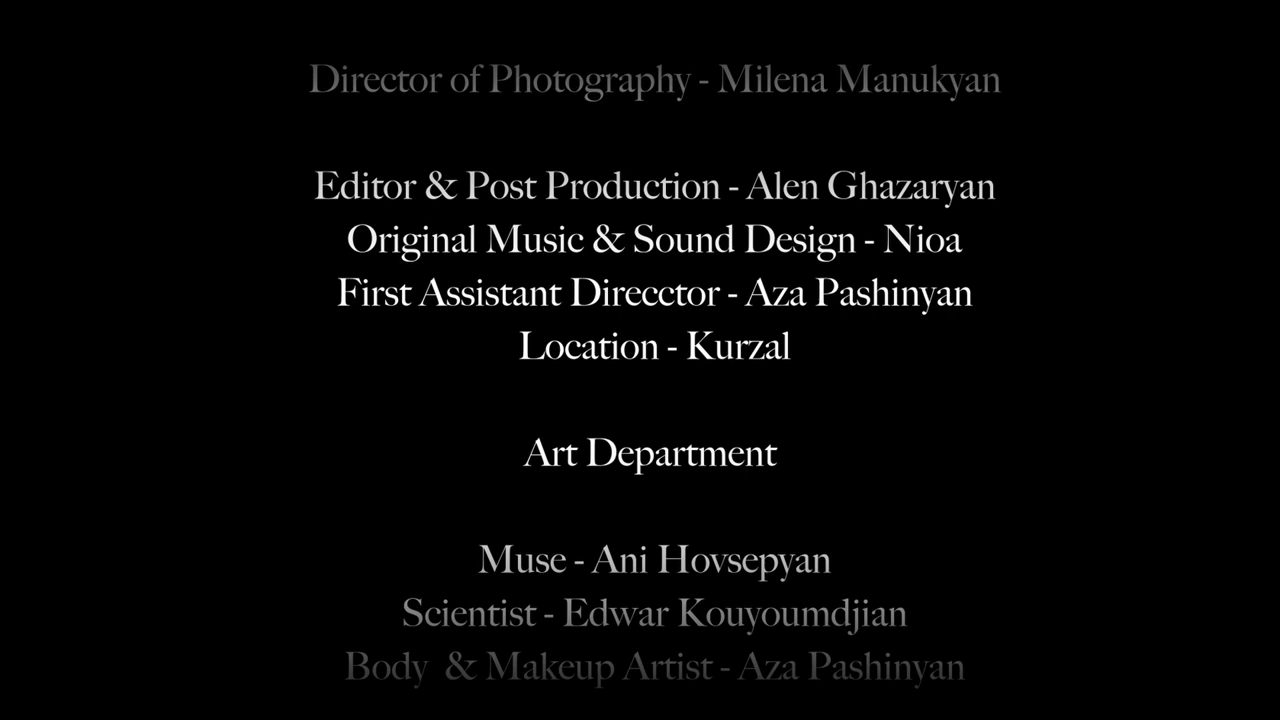 Director of Photography - Milena Manukyan
Editor & Post Production - Alen Ghazaryan
Original Music & Sound Design - Nioa
First Assistant Direcctor - Aza Pashinyan
Location - Kurzal
Art Department
Muse - Ani Hovsepyan
Scientist - Edwar Kouyoumdjian
Body  & Makeup Artist - Aza Pashinyan